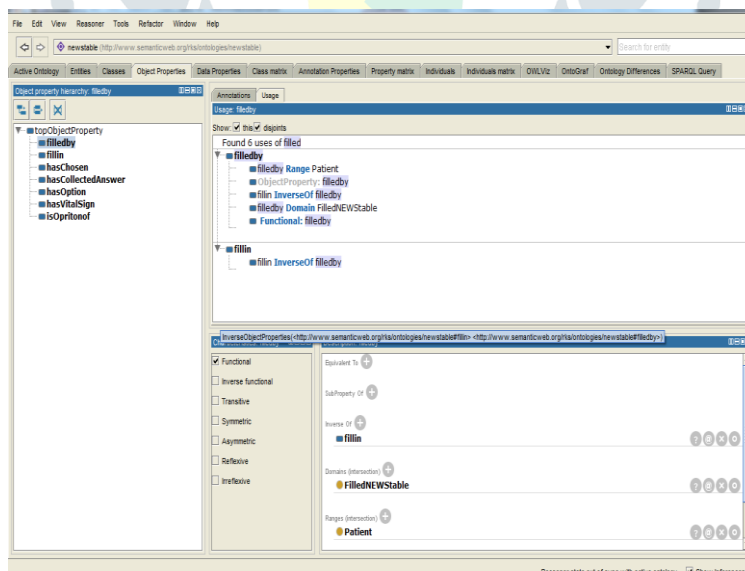 File Edit View Reasoner Tools Refactor Window Help
newstable (http://www.semanticweb.org/rks/ontologies/newstable)
Search for entity
Active Ontology Entities Classes Object Properties Data Properties Class matrix Annotation Properties Property matrix Individuals Individuals matrix OWLViz OntoGraf Ontology Differences SPARQL Query
Object property hierarchy: filledby
topObjectProperty
filledby
fillin
hasChosen
hasCollectedAnswer
hasOption
hasVitalSign
isOpritonof
Annotations Usage
Usage: filledby
Show: this disjoints
Found 6 uses of filled
filledby
filledby Range Patient
ObjectProperty: filledby
fillin InverseOf filledby
filledby Domain FilledNEWStable
Functional: filledby
fillin
fillin InverseOf filledby
InverseObjectProperties(<http://www.semanticweb.org/rks/ontologies/newstable#fillin> <http://www.semanticweb.org/rks/ontologies/newstable#filledby>)
Functional
Inverse functional
Transitive
Symmetric
Asymmetric
Reflexive
Irreflexive
Equivalent To
SubProperty Of
Inverse Of
fillin
Domains (intersection)
FilledNEWStable
Ranges (intersection)
Patient